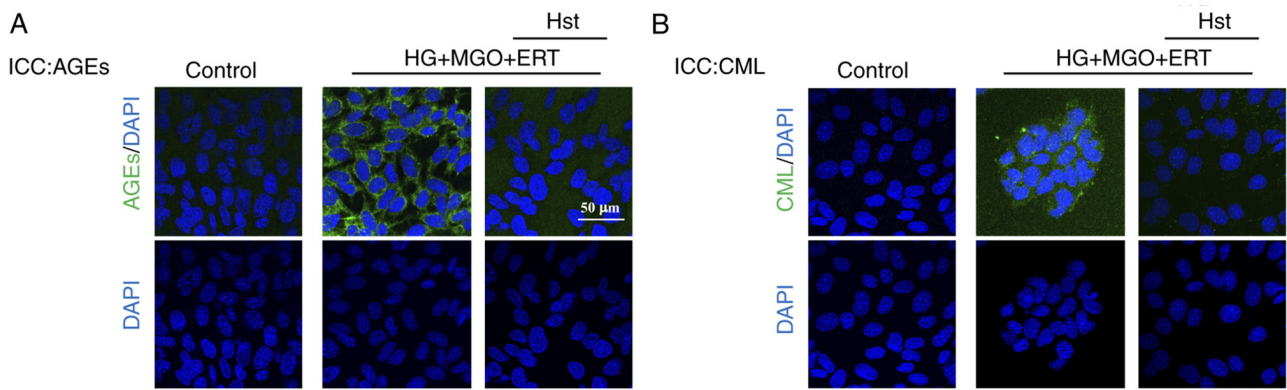 A
Hst
HG+MGO+ERT
ICC:AGEs
Control
AGEs/DAPI
50 μm
DAPI
B
Hst
HG+MGO+ERT
ICC:CML
Control
CML/DAPI
DAPI